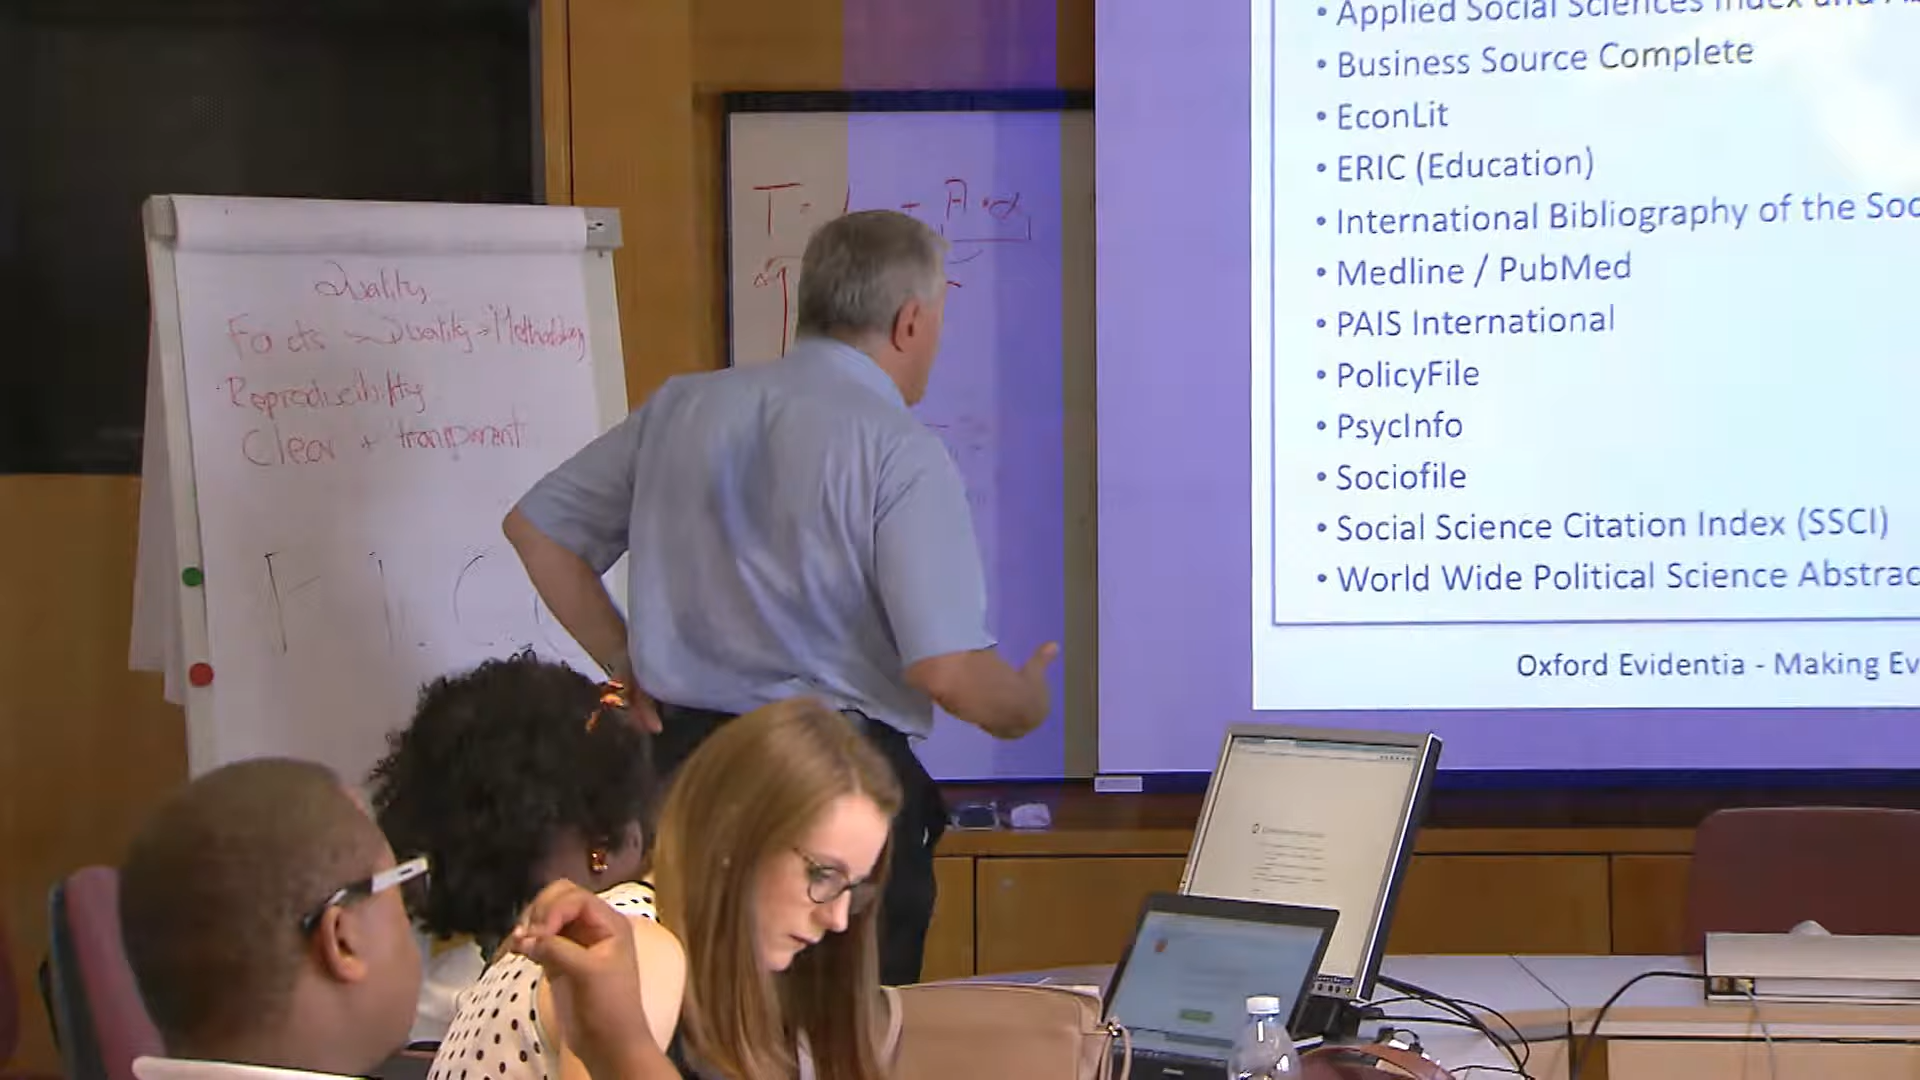 Quality
Facts → Quality → Methodology
Reproducibility
Clear + transparent
T = + A · α
• Applied Social Sciences Index and
• Business Source Complete
• EconLit
• ERIC (Education)
• International Bibliography of the Soc
• Medline / PubMed
• PAIS International
• PolicyFile
• PsycInfo
• Sociofile
• Social Science Citation Index (SSCI)
• World Wide Political Science Abstrac
Oxford Evidentia - Making Ev